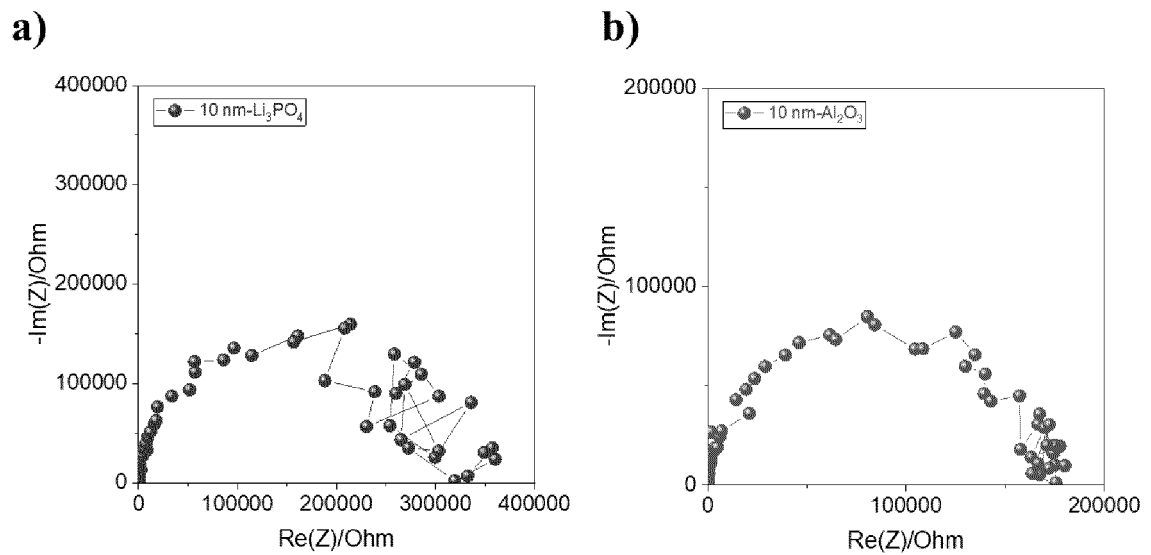 a)
400000
300000
200000
100000
0
-Im(Z)/Ohm
10 nm-Li₃PO₄
0 100000 200000 300000 400000
Re(Z)/Ohm
b)
200000
100000
0
-Im(Z)/Ohm
10 nm-Al₂O₃
0 100000 200000
Re(Z)/Ohm